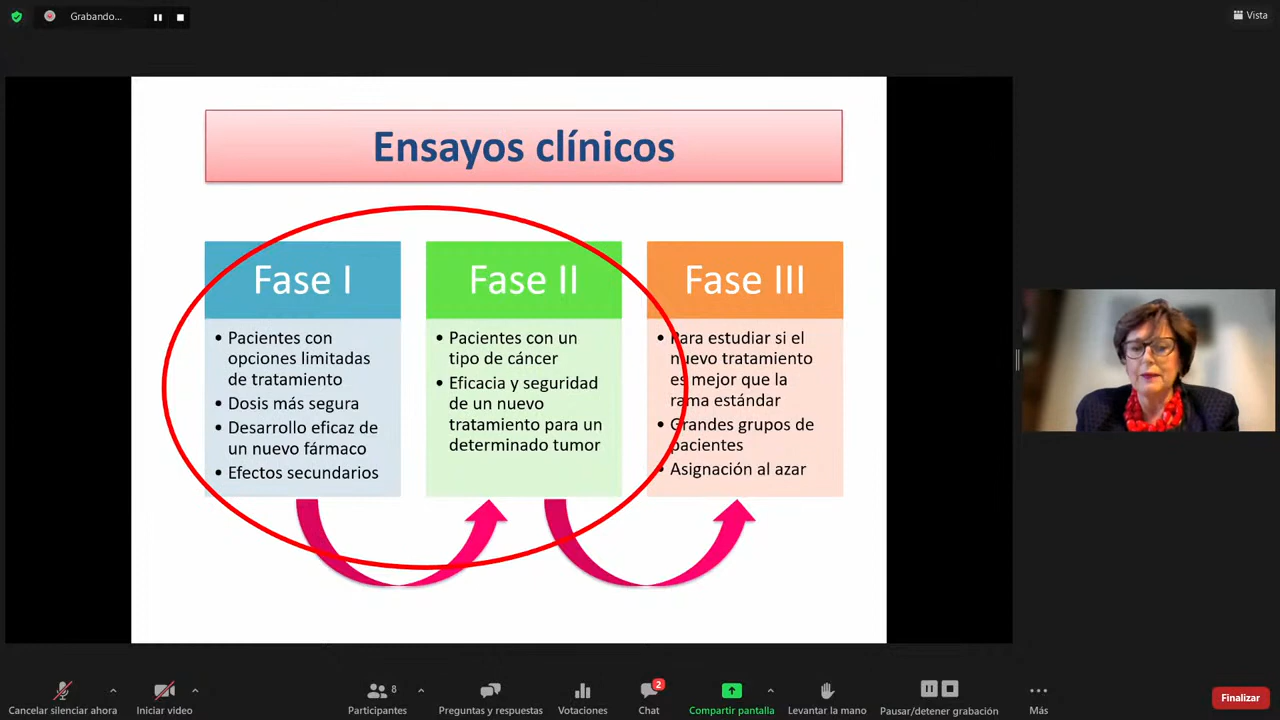 Grabando...
Vista
Ensayos clínicos
Fase I
• Pacientes con
opciones limitadas
de tratamiento
• Dosis más segura
• Desarrollo eficaz de
un nuevo fármaco
• Efectos secundarios
Fase II
• Pacientes con un
tipo de cáncer
• Eficacia y seguridad
de un nuevo
tratamiento para un
determinado tumor
Fase III
• Para estudiar si el
nuevo tratamiento
es mejor que la
rama estándar
• Grandes grupos de
pacientes
• Asignación al azar
Cancelar silenciar ahora
Iniciar video
8
Participantes
Preguntas y respuestas
Votaciones
2
Chat
Compartir pantalla
Levantar la mano
Pausar/detener grabación
Más
Finalizar